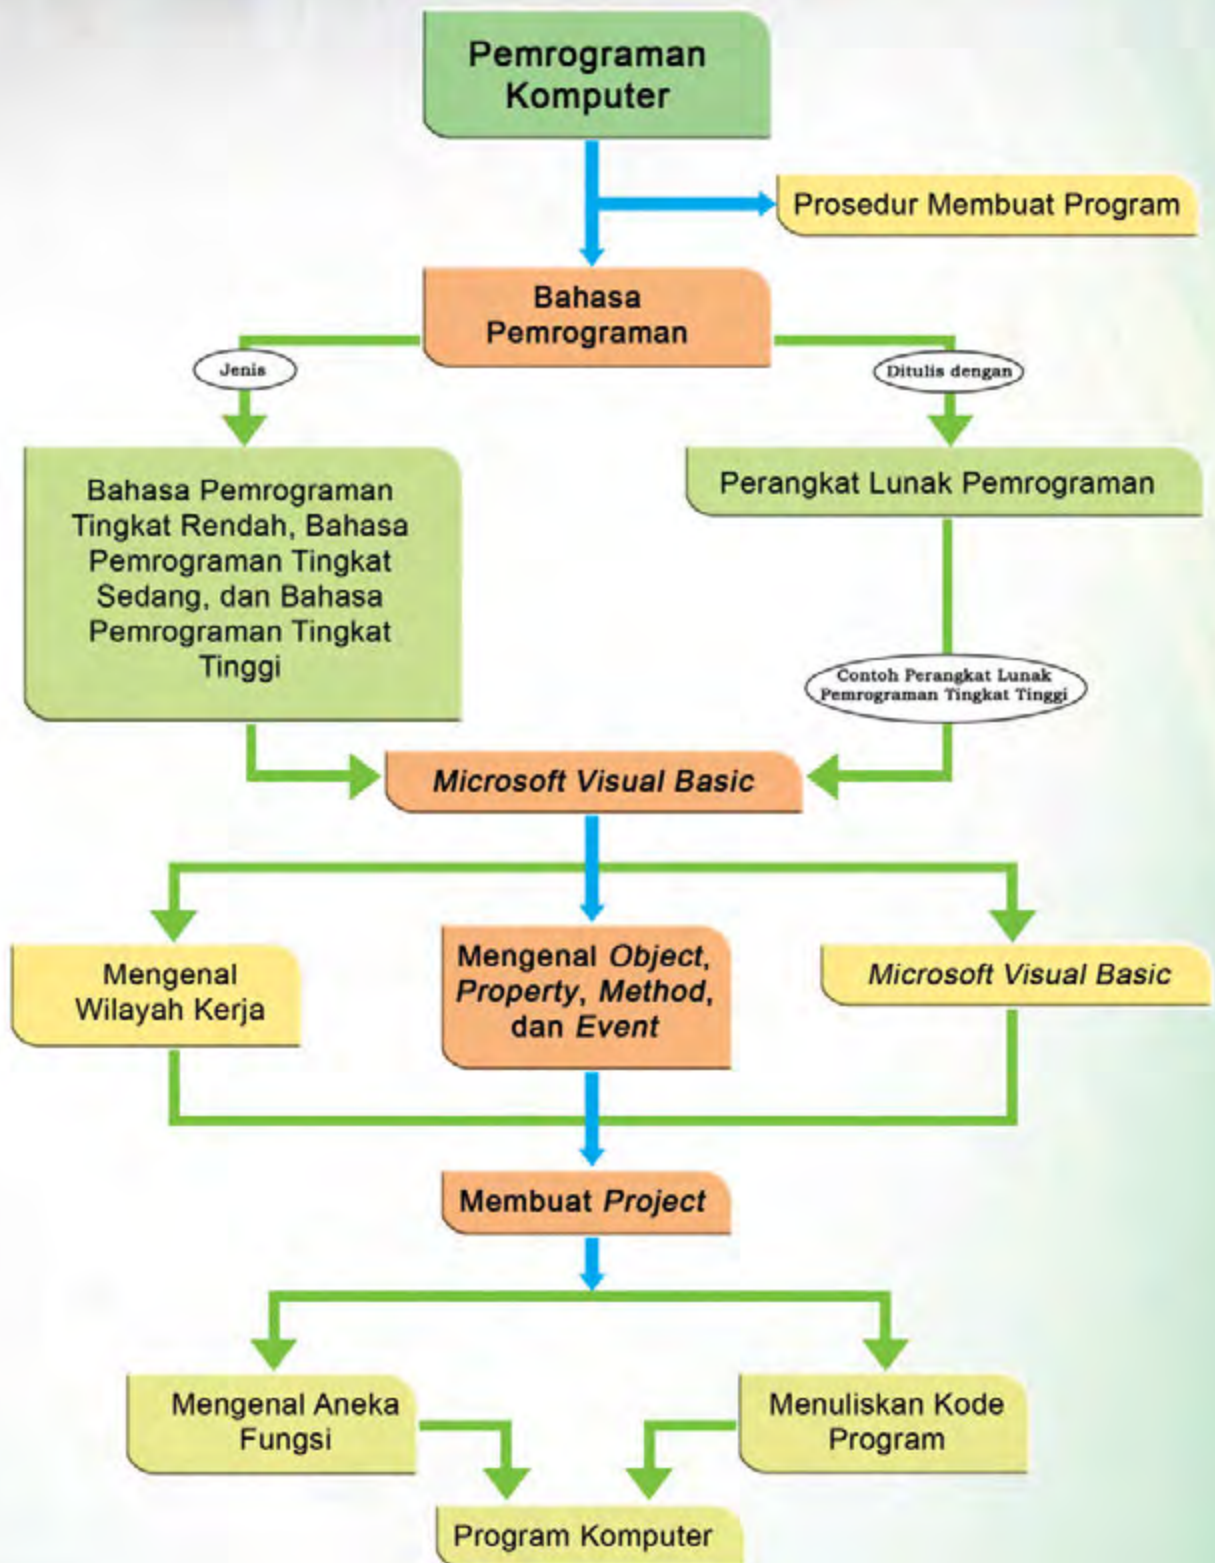 Pemrograman
Komputer
Prosedur Membuat Program
Bahasa
Pemrograman
Jenis
Ditulis dengan
Bahasa Pemrograman
Tingkat Rendah, Bahasa
Pemrograman Tingkat
Sedang, dan Bahasa
Pemrograman Tingkat
Tinggi
Perangkat Lunak Pemrograman
Contoh Perangkat Lunak
Pemrograman Tingkat Tinggi
Microsoft Visual Basic
Mengenal
Wilayah Kerja
Mengenal Object,
Property, Method,
dan Event
Microsoft Visual Basic
Membuat Project
Mengenal Aneka
Fungsi
Menuliskan Kode
Program
Program Komputer